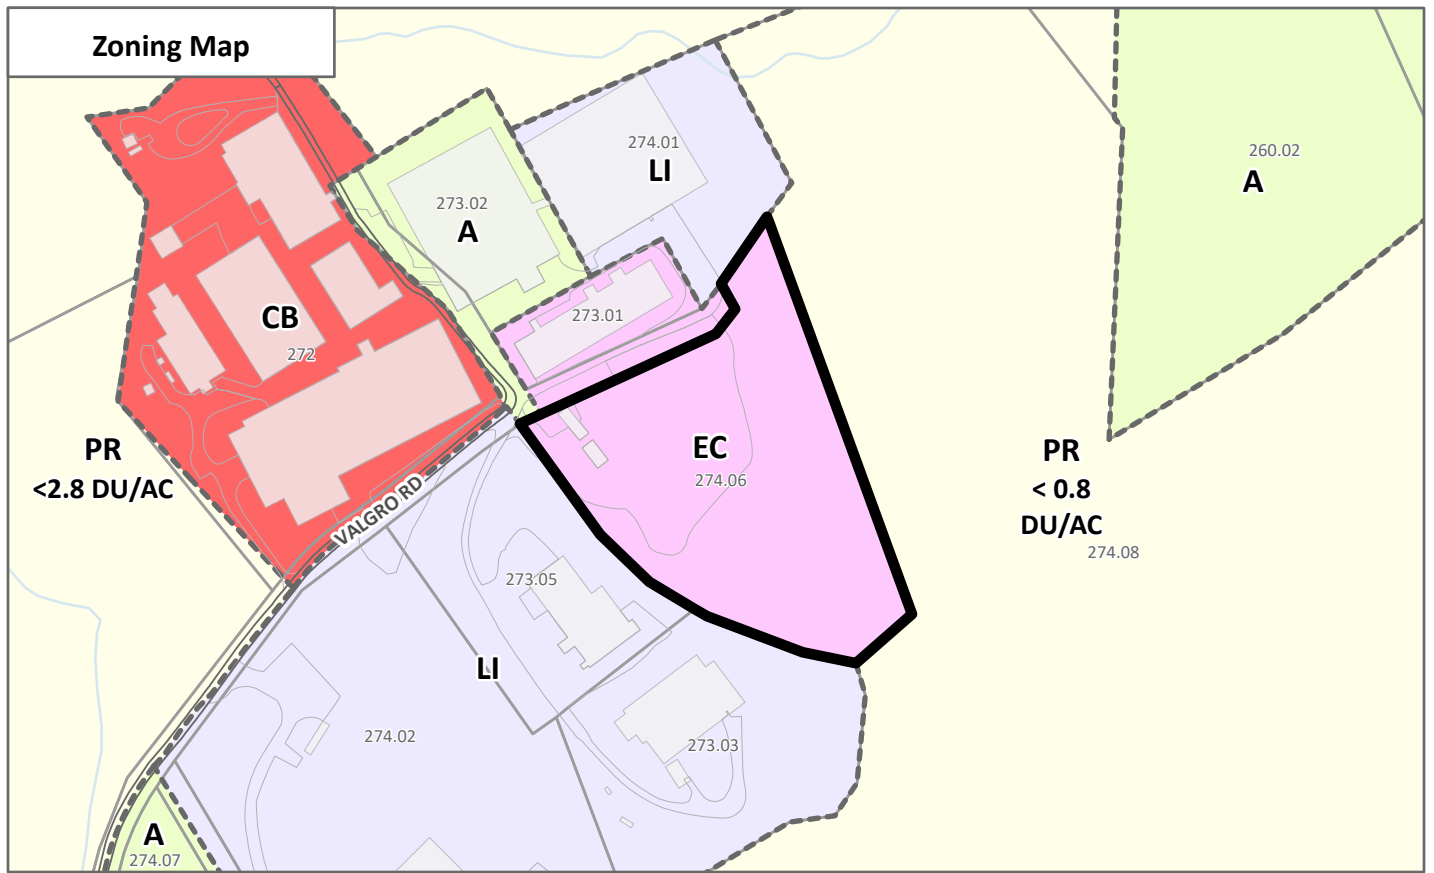 Zoning Map
274.01
LI
260.02
A
273.02
A
273.01
CB
272
PR
<2.8 DU/AC
EC
274.06
PR
< 0.8
DU/AC
274.08
VALGRO RD
273.05
LI
274.02
273.03
A
274.07